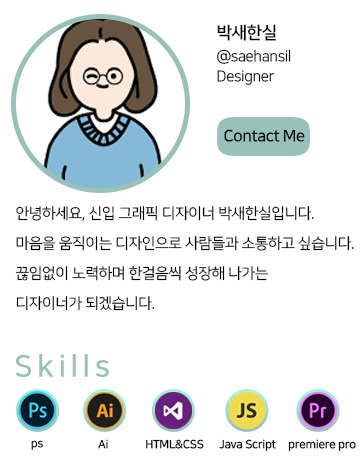 박새한실
@saehansil
Designer
Contact Me
안녕하세요, 신입 그래픽 디자이너 박새한실입니다.
마음을 움직이는 디자인으로 사람들과 소통하고 싶습니다.
끊임없이 노력하며 한걸음씩 성장해 나가는
디자이너가 되겠습니다.
Skills
Ps Ai JS Pr
ps Ai HTML&CSS Java Script premiere pro